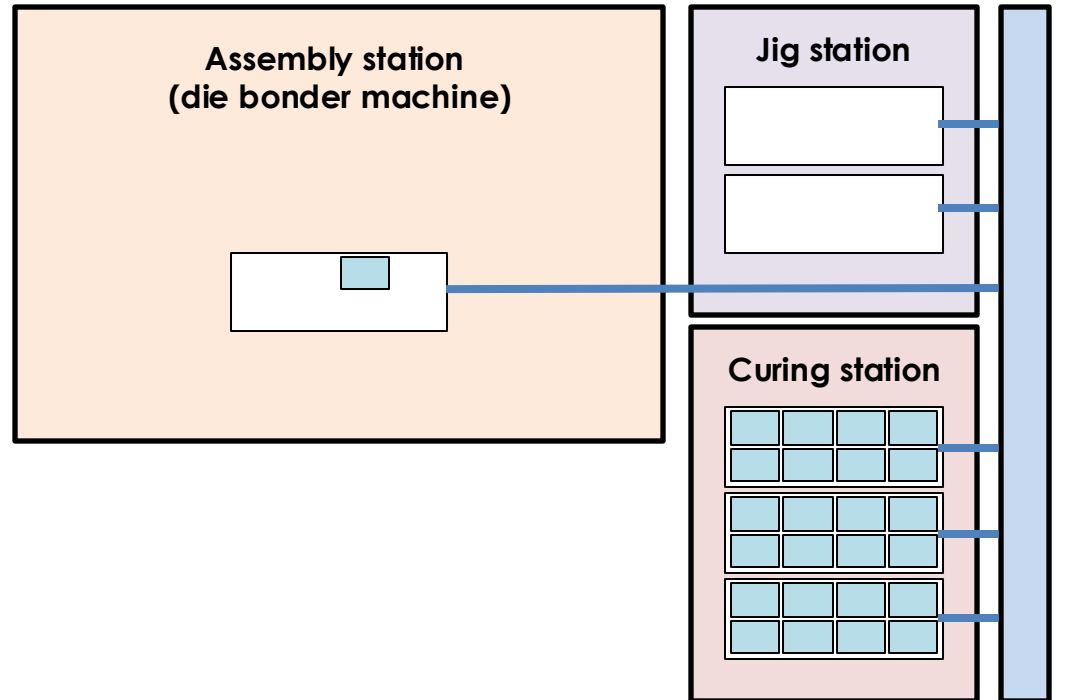 Assembly station
(die bonder machine)
Jig station
Curing station